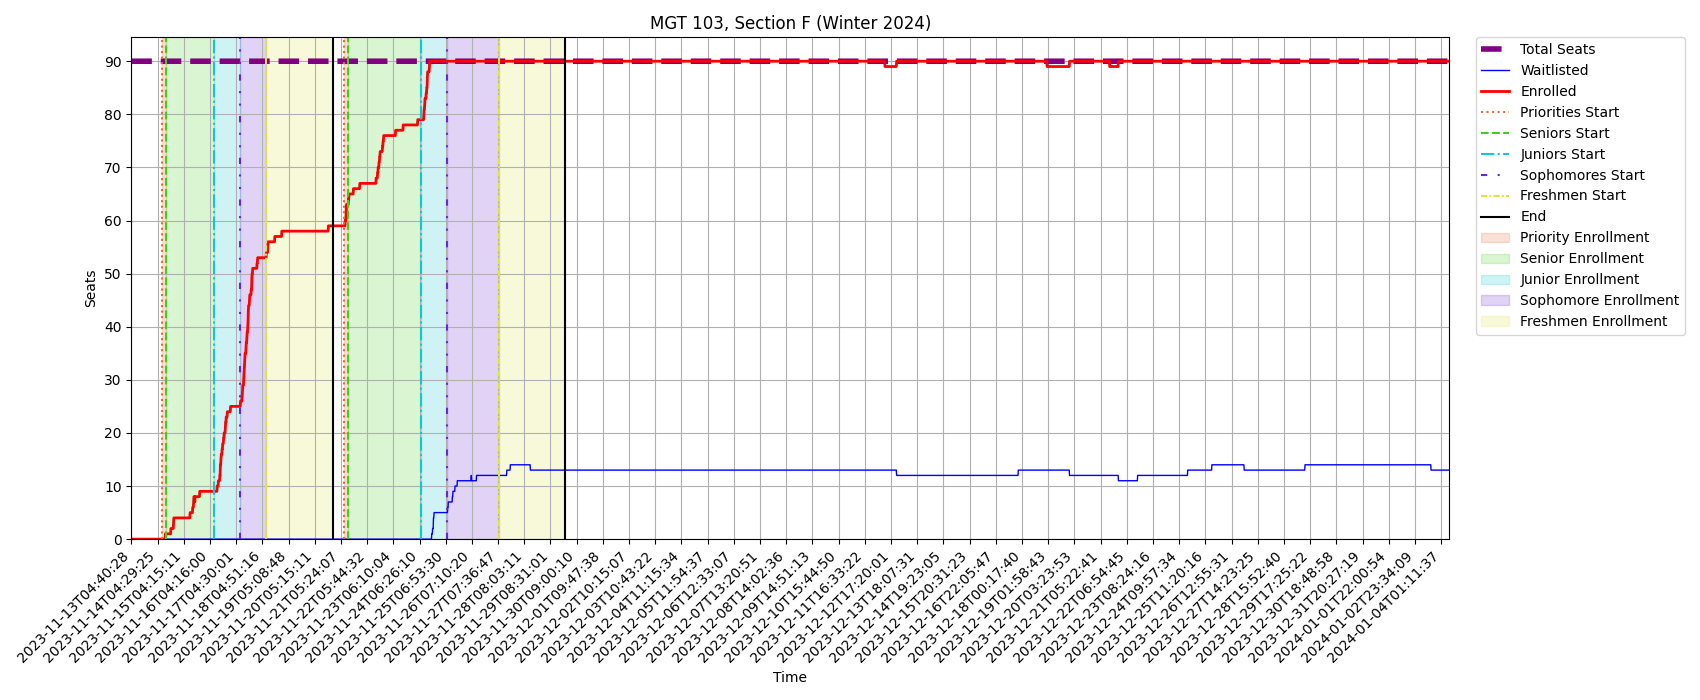 MGT 103, Section F (Winter 2024)
Seats
90
80
70
60
50
40
30
20
10
0
2023-11-13T04:40:28
2023-11-14T04:29:25
2023-11-15T04:15:11
2023-11-16T04:16:00
2023-11-17T04:30:01
2023-11-18T04:51:16
2023-11-19T05:08:48
2023-11-20T05:15:11
2023-11-21T05:24:07
2023-11-22T05:44:32
2023-11-23T06:10:04
2023-11-24T06:26:10
2023-11-25T06:53:30
2023-11-26T07:10:20
2023-11-27T07:36:47
2023-11-28T08:03:11
2023-11-29T08:31:01
2023-11-30T09:00:10
2023-12-01T09:47:38
2023-12-02T10:15:07
2023-12-03T10:43:22
2023-12-04T11:15:34
2023-12-05T11:54:37
2023-12-06T12:33:07
2023-12-07T13:20:51
2023-12-08T14:02:36
2023-12-09T14:51:13
2023-12-10T15:44:50
2023-12-11T16:33:22
2023-12-12T17:20:01
2023-12-13T18:07:31
2023-12-14T19:23:05
2023-12-15T20:31:23
2023-12-16T22:05:47
2023-12-18T00:17:40
2023-12-19T01:58:43
2023-12-20T03:23:53
2023-12-21T05:22:41
2023-12-22T06:54:45
2023-12-23T08:24:16
2023-12-24T09:57:34
2023-12-25T11:20:16
2023-12-26T12:55:31
2023-12-27T14:23:25
2023-12-28T15:52:40
2023-12-29T17:25:22
2023-12-30T18:48:58
2023-12-31T20:27:19
2024-01-01T22:00:54
2024-01-02T23:34:09
2024-01-04T01:11:37
Time
Total Seats
Waitlisted
Enrolled
Priorities Start
Seniors Start
Juniors Start
Sophomores Start
Freshmen Start
End
Priority Enrollment
Senior Enrollment
Junior Enrollment
Sophomore Enrollment
Freshmen Enrollment